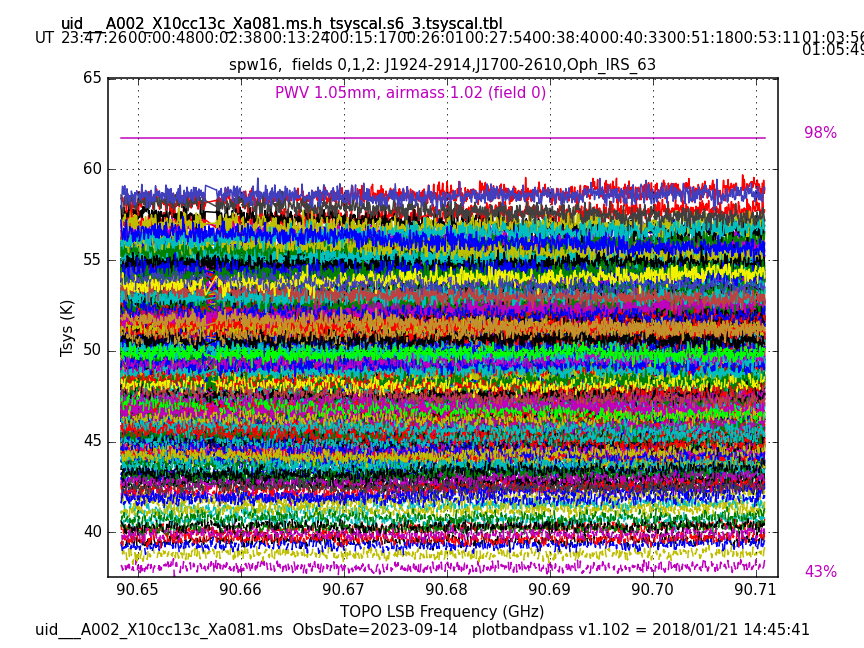 uid___A002_X10cc13c_Xa081.ms.h_tsyscal.s6_3.tsyscal.tbl
UT 23:47:26 00:00:48 00:02:38 00:13:24 00:15:17 00:26:01 00:27:54 00:38:40 00:40:33 00:51:18 00:53:11 01:03:56
01:05:49
spw16,  fields 0,1,2: J1924-2914,J1700-2610,Oph_IRS_63
65
PWV 1.05mm, airmass 1.02 (field 0)
98%
60
55
50
45
40
Tsys (K)
43%
90.65 90.66 90.67 90.68 90.69 90.70 90.71
TOPO LSB Frequency (GHz)
uid___A002_X10cc13c_Xa081.ms  ObsDate=2023-09-14   plotbandpass v1.102 = 2018/01/21 14:45:41